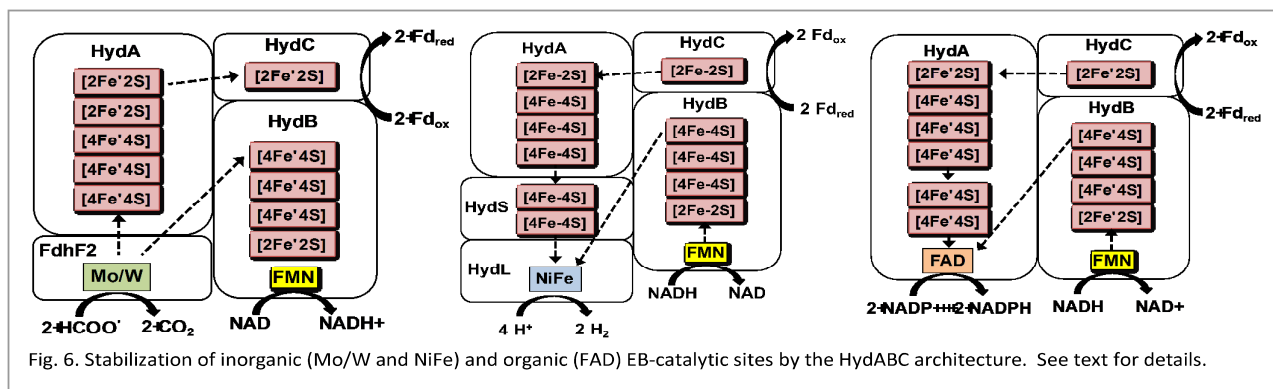 HydA
[2Fe'2S]
[2Fe'2S]
[4Fe'4S]
[4Fe'4S]
[4Fe'4S]
HydC
[2Fe'2S]
2+Fdred
2+Fdox
HydB
[4Fe'4S]
[4Fe'4S]
[4Fe'4S]
[2Fe'2S]
FMN
NAD
NADH+
FdhF2
Mo/W
2+HCOO'
2+CO2
HydA
[2Fe-2S]
[4Fe-4S]
[4Fe-4S]
[4Fe-4S]
HydC
[2Fe-2S]
2 Fdox
2 Fdred
HydB
[4Fe-4S]
[4Fe-4S]
[4Fe-4S]
[2Fe-2S]
FMN
NADH
NAD
HydS
[4Fe-4S]
[4Fe-4S]
HydL
NiFe
4 H+
2 H2
HydA
[2Fe'2S]
[4Fe'4S]
[4Fe'4S]
[4Fe'4S]
[4Fe'4S]
[4Fe'4S]
FAD
HydC
[2Fe'2S]
2+Fdox
2+Fdred
HydB
[4Fe'4S]
[4Fe'4S]
[4Fe'4S]
[2Fe'2S]
FMN
NADH
NAD+
2+NADPH
Fig. 6. Stabilization of inorganic (Mo/W and NiFe) and organic (FAD) EB-catalytic sites by the HydABC architecture. See text for details.